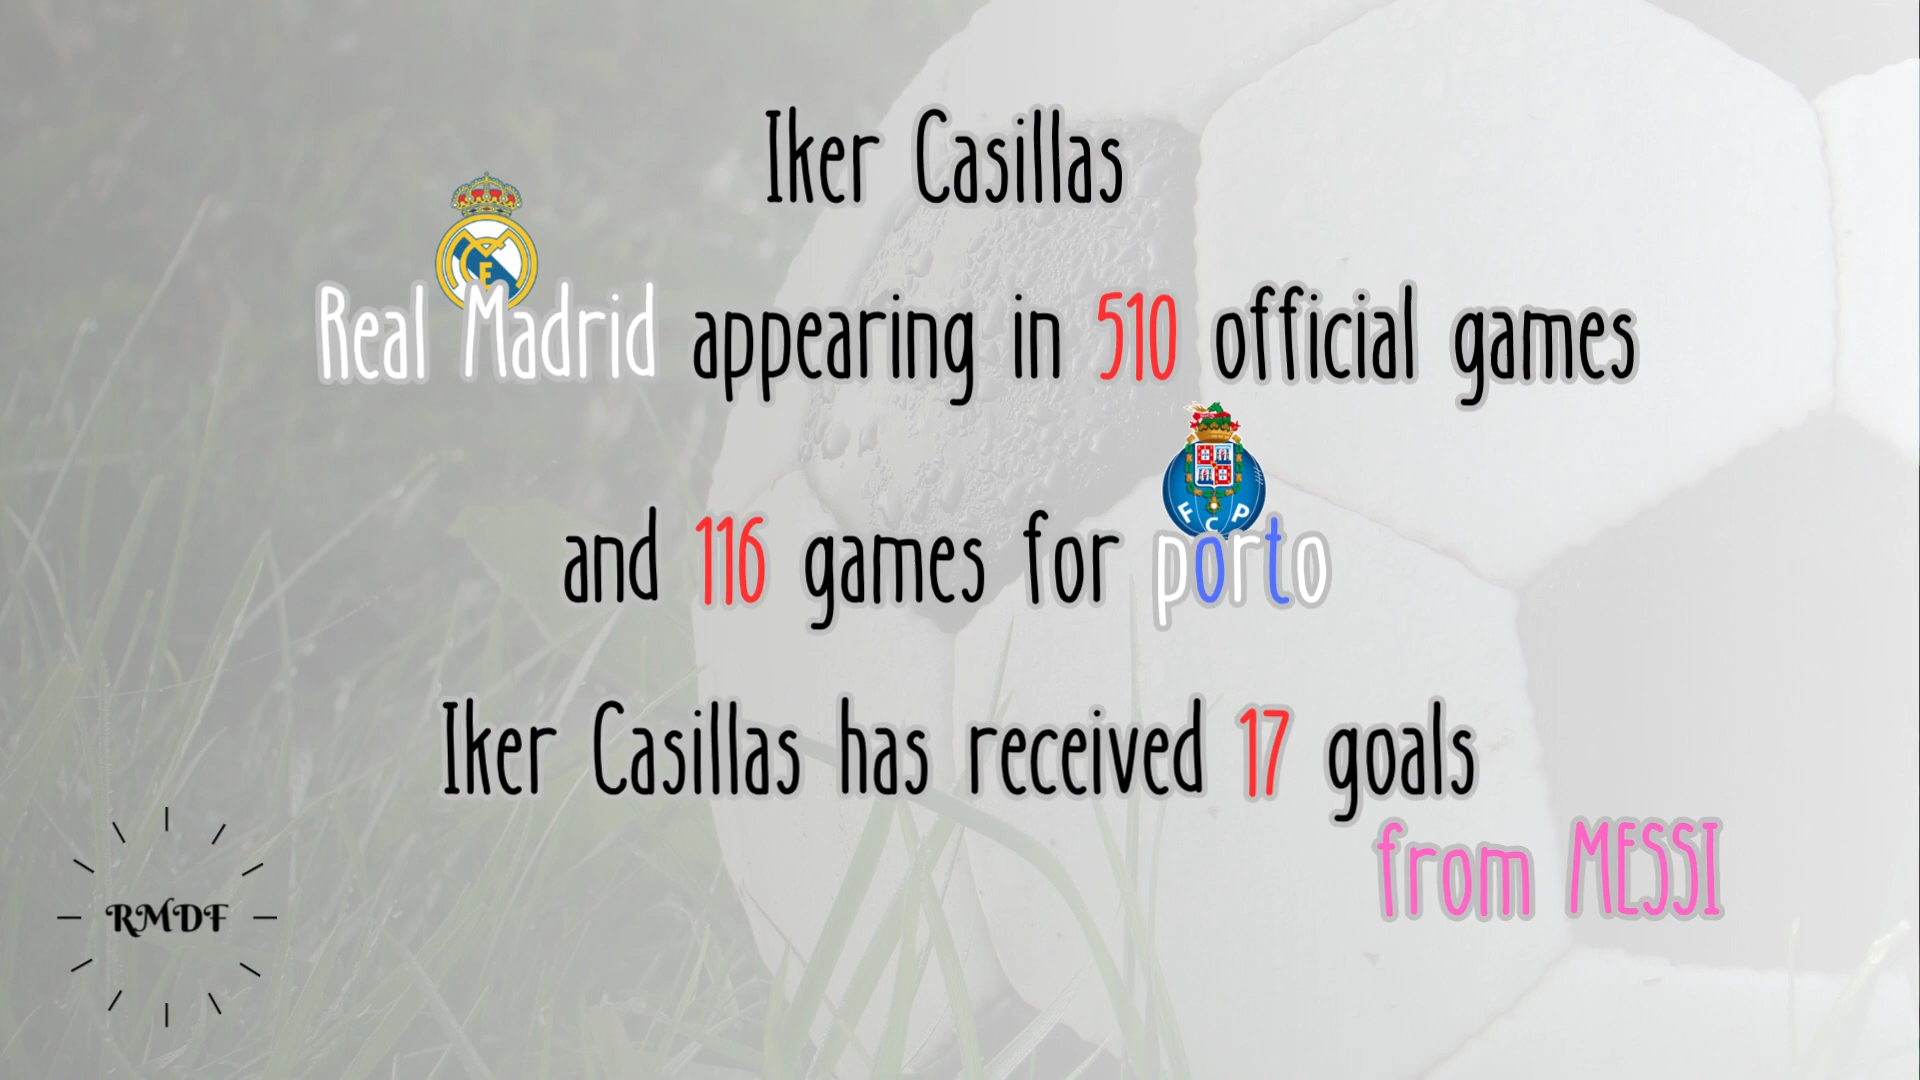 Iker Casillas
Real Madrid appearing in 510 official games
F C P
and 116 games for porto
Iker Casillas has received 17 goals
from MESSI
RMDF